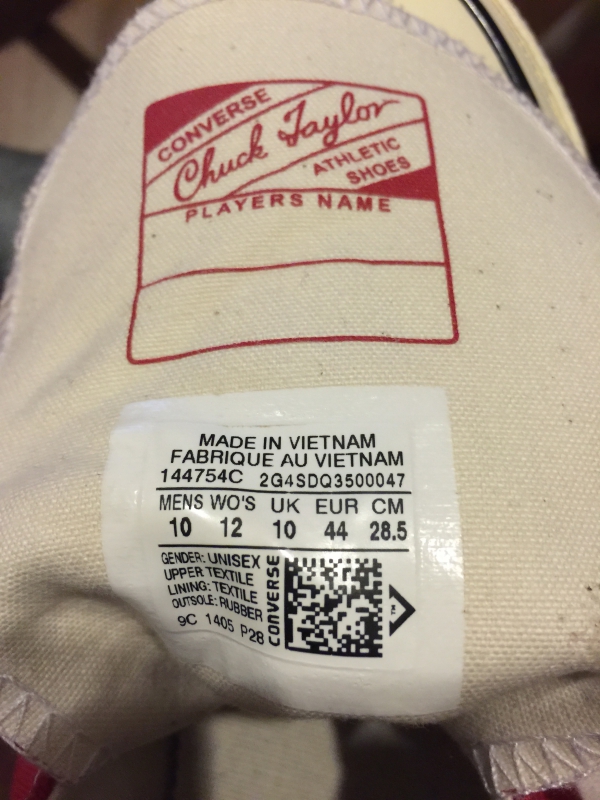 CONVERSE
Chuck Taylor
ATHLETIC
SHOES
PLAYERS NAME
MADE IN VIETNAM
FABRIQUE AU VIETNAM
144754C 2G4SDQ3500047
MENS WO'S UK EUR CM
10 12 10 44 28.5
GENDER: UNISEX
UPPER TEXTILE
LINING: TEXTILE
OUTSOLE: RUBBER
9C 1405 P28
CONVERSE
TM